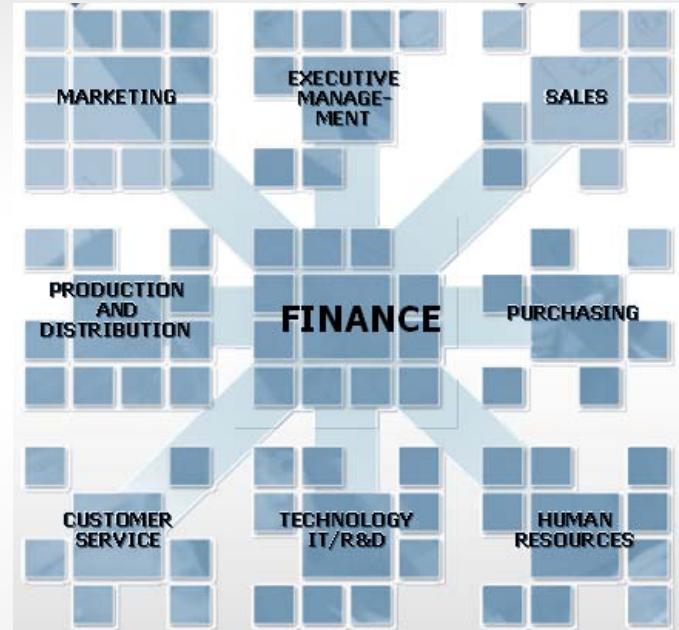 MARKETING
EXECUTIVE
MANAGE-
MENT
SALES
PRODUCTION
AND
DISTRIBUTION
FINANCE
PURCHASING
CUSTOMER
SERVICE
TECHNOLOGY
IT/R&D
HUMAN
RESOURCES